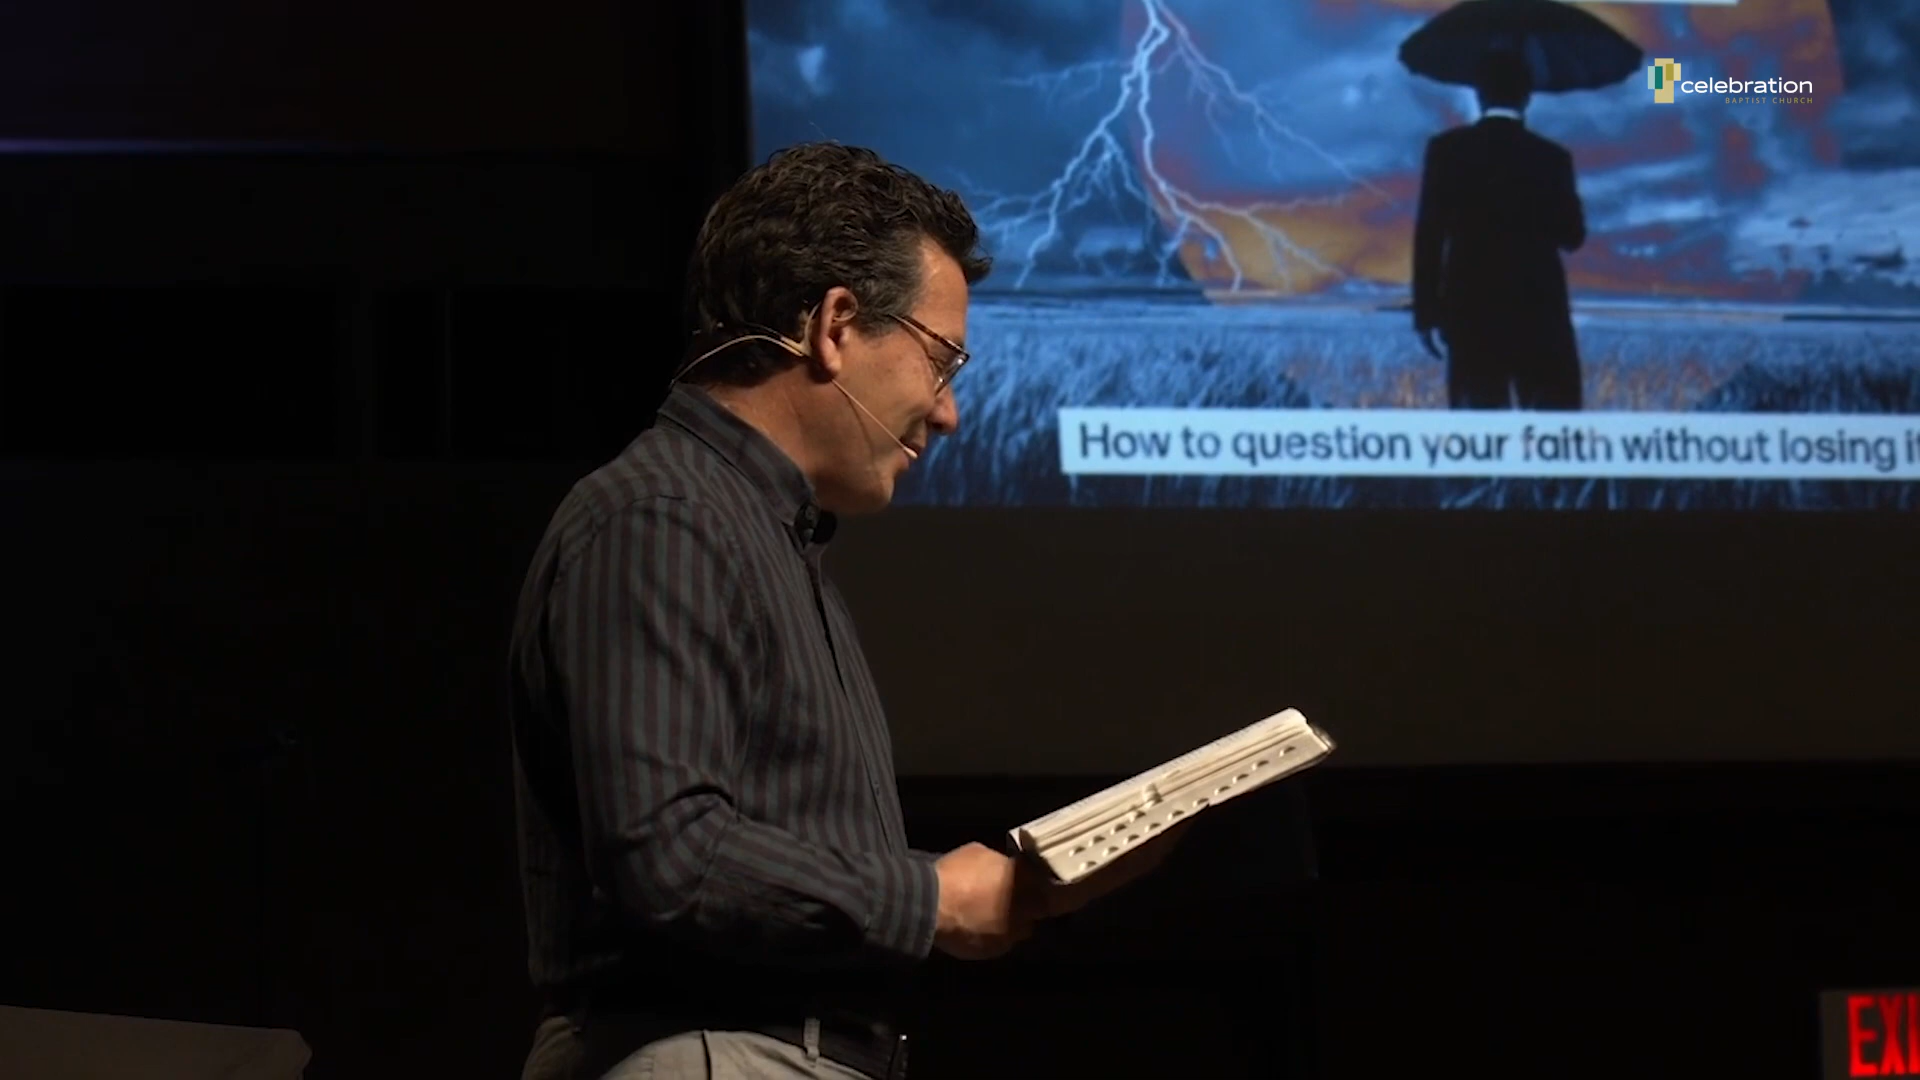 celebration
BAPTIST CHURCH
How to question your faith without losing
EXI